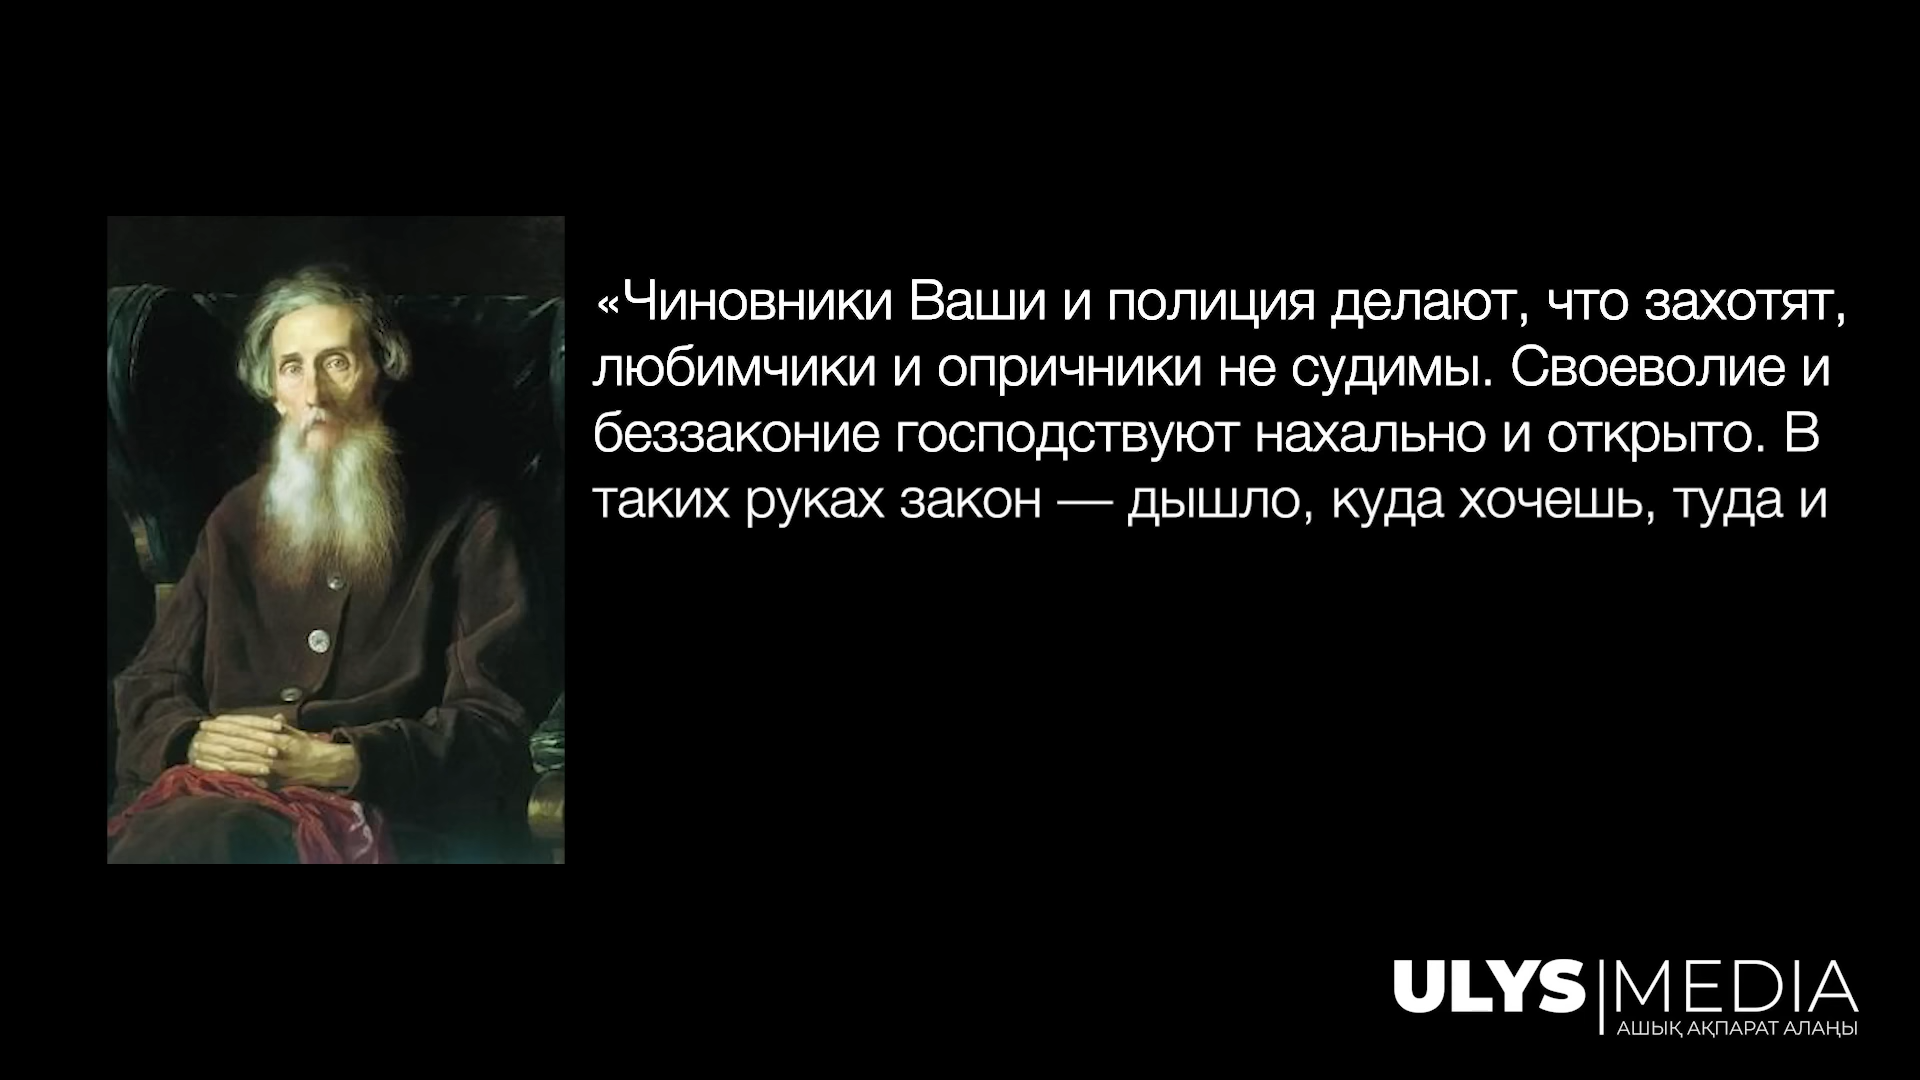 «Чиновники Ваши и полиция делают, что захотят,
любимчики и опричники не судимы. Своеволие и
беззаконие господствуют нахально и открыто. В
таких руках закон — дышло, куда хочешь, туда и
ULYS|MEDIA
АШЫҚ АҚПАРАТ АЛАҢЫ